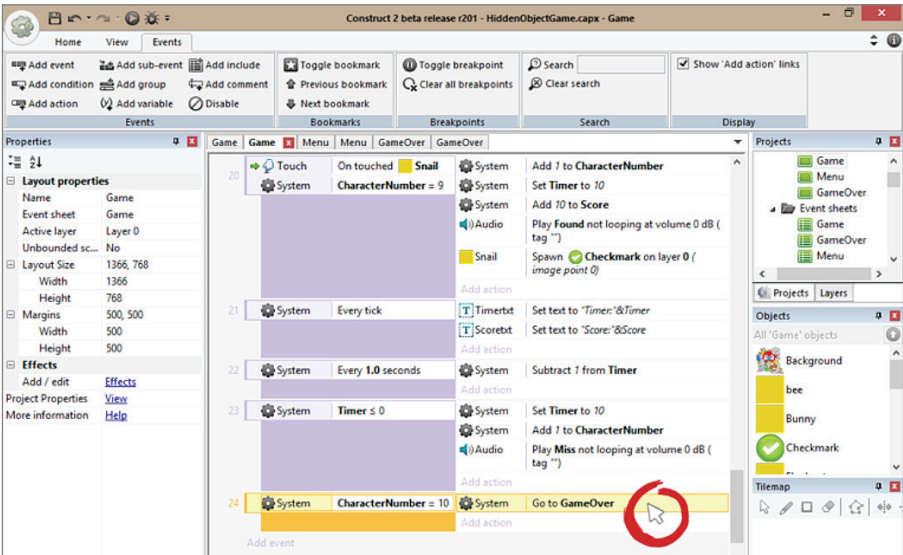 Construct 2 beta release r201 - HiddenObjectGame.capx - Game
Home View Events
Add event Add sub-event Add include Toggle bookmark Toggle breakpoint Search Show 'Add action' links
Add condition Add group Add comment Previous bookmark Clear all breakpoints Clear search
Add action Add variable Disable Next bookmark
Events Bookmarks Breakpoints Search Display
Properties
Layout properties
Name Game
Event sheet Game
Active layer Layer 0
Unbounded sc... No
Layout Size 1366, 768
Width 1366
Height 768
Margins 500, 500
Width 500
Height 500
Effects
Add / edit Effects
Project Properties View
More information Help
Game Game Menu Menu GameOver GameOver
20 Touch On touched Snail System Add 1 to CharacterNumber
System CharacterNumber = 9 System Set Timer to 10
System Add 10 to Score
Audio Play Found not looping at volume 0 dB (
tag "")
Snail Spawn Checkmark on layer 0 (
image point 0)
Add action
21 System Every tick Timertxt Set text to "Timer:"&Timer
Scoretxt Set text to "Score:"&Score
Add action
22 System Every 1.0 seconds System Subtract 1 from Timer
Add action
23 System Timer ≤ 0 System Set Timer to 10
System Add 1 to CharacterNumber
Audio Play Miss not looping at volume 0 dB (
tag "")
Add action
24 System CharacterNumber = 10 System Go to GameOver
Add action
Add event
Projects
Game
Menu
GameOver
Event sheets
Game
GameOver
Menu
Projects Layers
Objects
All 'Game' objects
Background
bee
Bunny
Checkmark
Tilemap